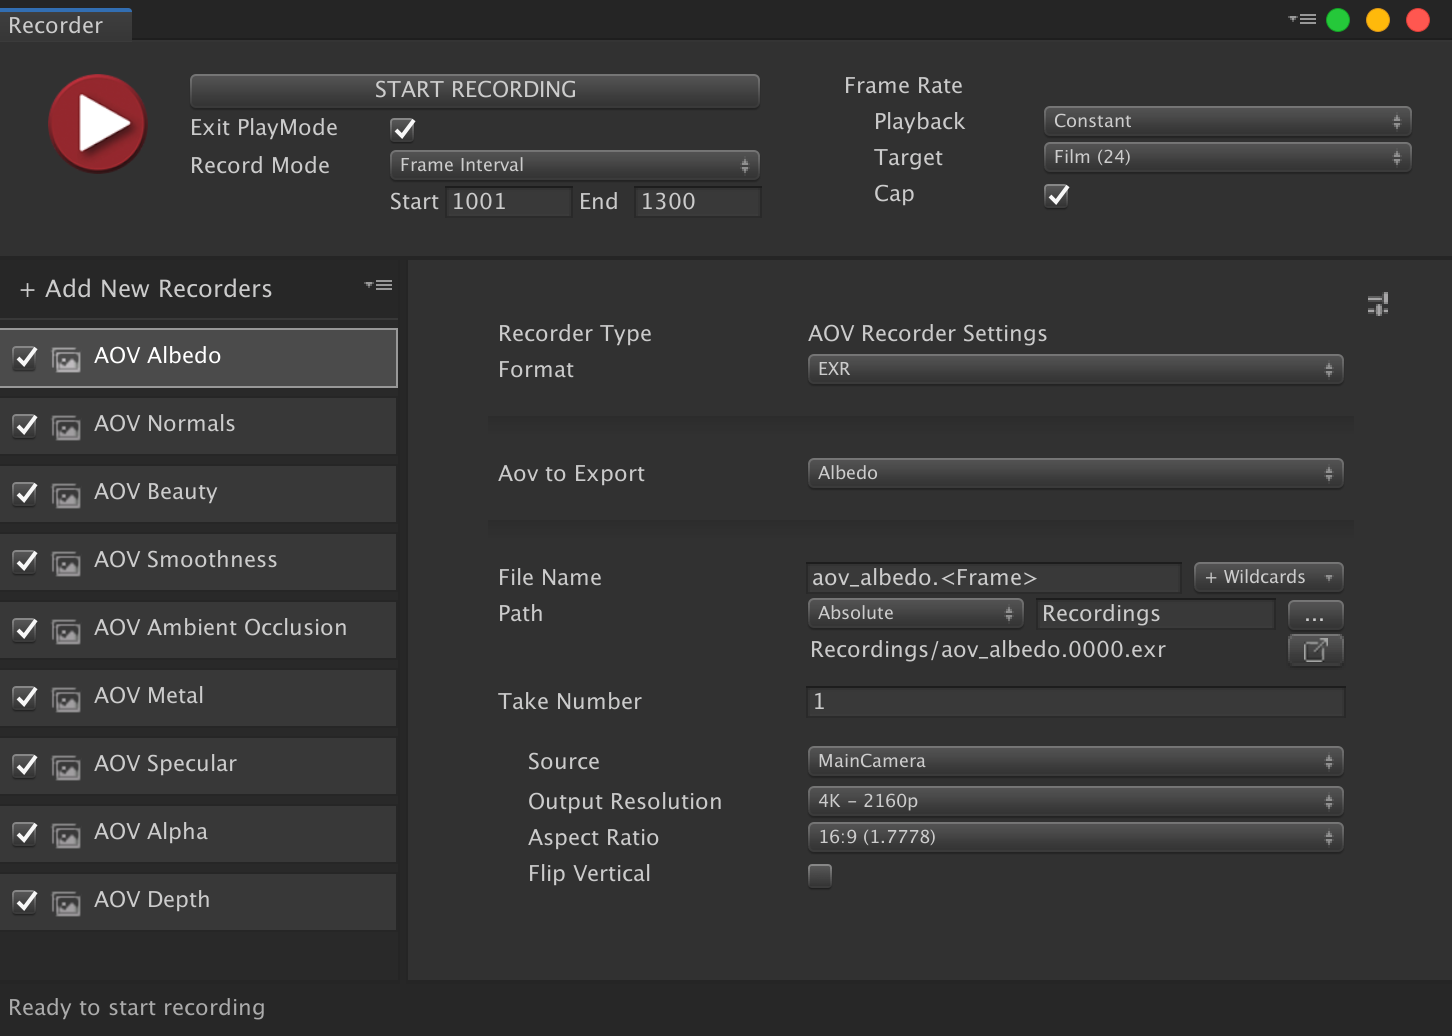 Recorder
START RECORDING
Exit PlayMode
Record Mode Frame Interval
Start 1001 End 1300
Frame Rate
Playback Constant
Target Film (24)
Cap
+ Add New Recorders
AOV Albedo
AOV Normals
AOV Beauty
AOV Smoothness
AOV Ambient Occlusion
AOV Metal
AOV Specular
AOV Alpha
AOV Depth
Recorder Type AOV Recorder Settings
Format EXR
Aov to Export Albedo
File Name aov_albedo.<Frame> + Wildcards
Path Absolute Recordings ...
Recordings/aov_albedo.0000.exr
Take Number 1
Source MainCamera
Output Resolution 4K – 2160p
Aspect Ratio 16:9 (1.7778)
Flip Vertical
Ready to start recording